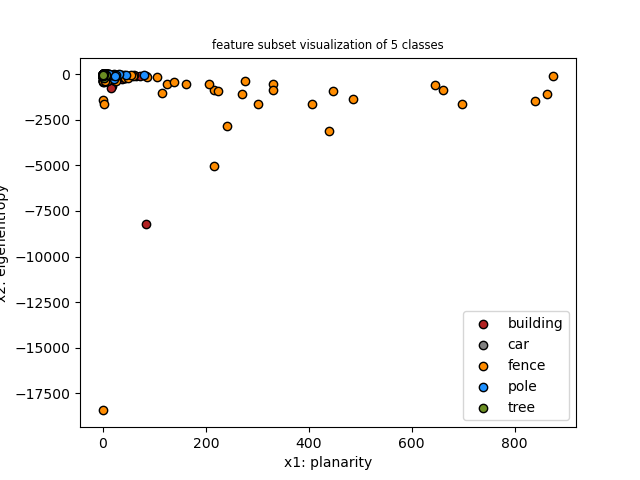 feature subset visualization of 5 classes
0
−2500
−5000
−7500
−10000
−12500
−15000
−17500
x2: eigenentropy
0
200
400
600
800
x1: planarity
building
car
fence
pole
tree